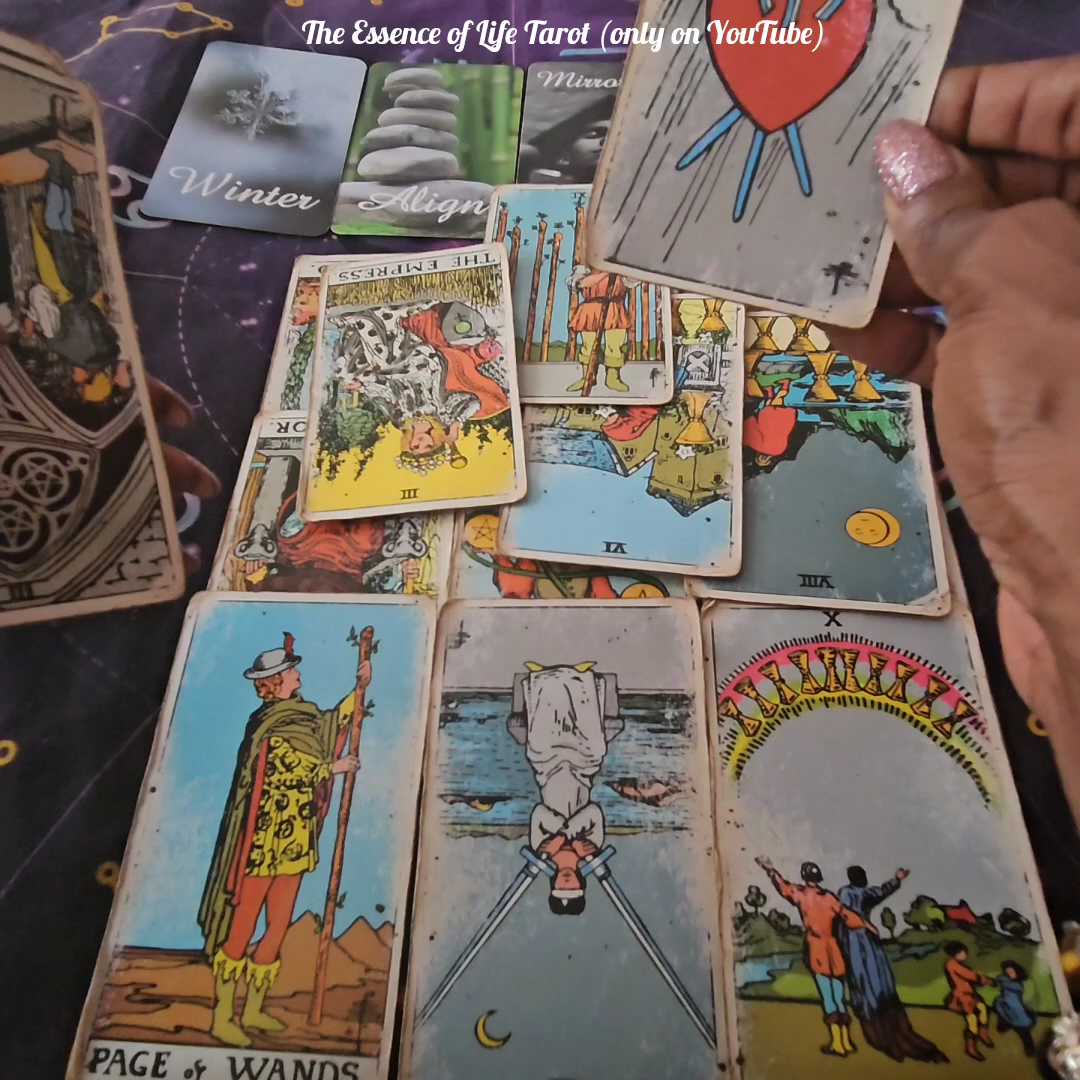 The Essence of Life Tarot (only on YouTube)
Winter
Align
Mirro
THE EMPRESS.
III
VI
VIII
X
PAGE of WANDS